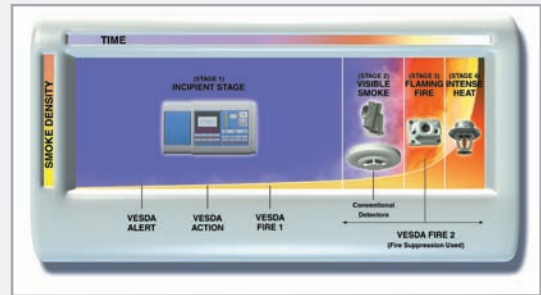 TIME
SMOKE DENSITY
(STAGE 1)
INCIPIENT STAGE
(STAGE 2)
VISIBLE
SMOKE
(STAGE 3)
FLAMING
FIRE
(STAGE 4)
INTENSE
HEAT
Conventional
Detectors
VESDA
ALERT
VESDA
ACTION
VESDA
FIRE 1
VESDA FIRE 2
(Fire Suppression Used)